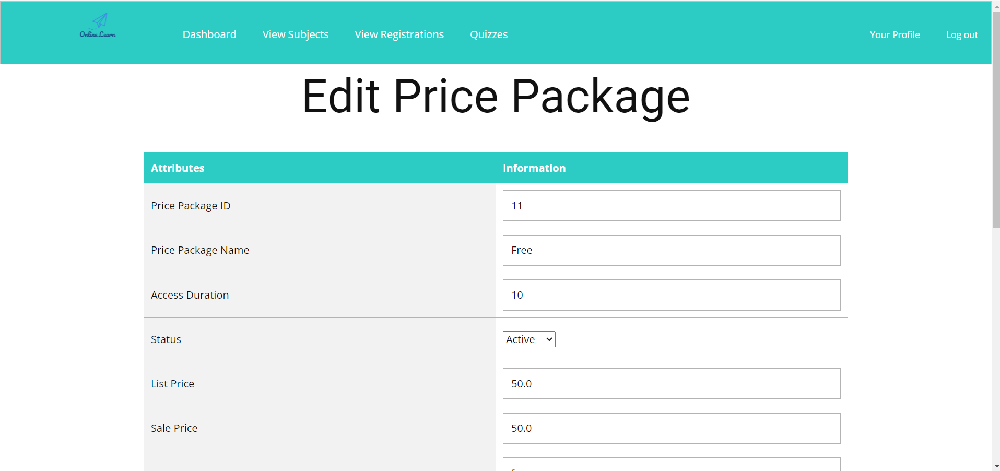 Online Learn
Dashboard View Subjects View Registrations Quizzes Your Profile Log out
Edit Price Package
Attributes Information
Price Package ID 11
Price Package Name Free
Access Duration 10
Status Active
List Price 50.0
Sale Price 50.0